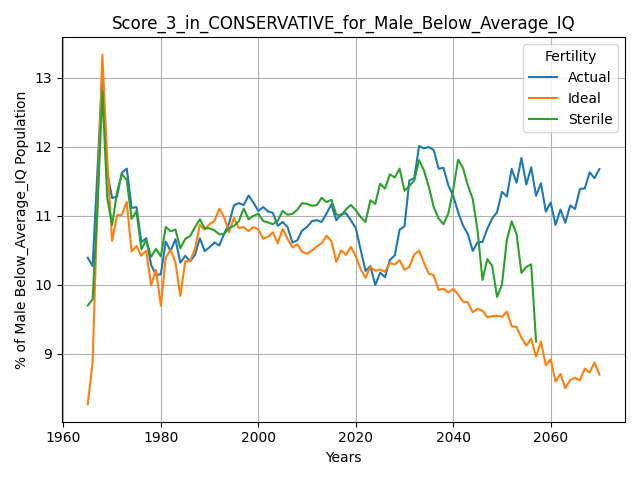 Score_3_in_CONSERVATIVE_for_Male_Below_Average_IQ
Fertility
Actual
Ideal
Sterile
% of Male Below_Average_IQ Population
13
12
11
10
9
1960
1980
2000
2020
2040
2060
Years